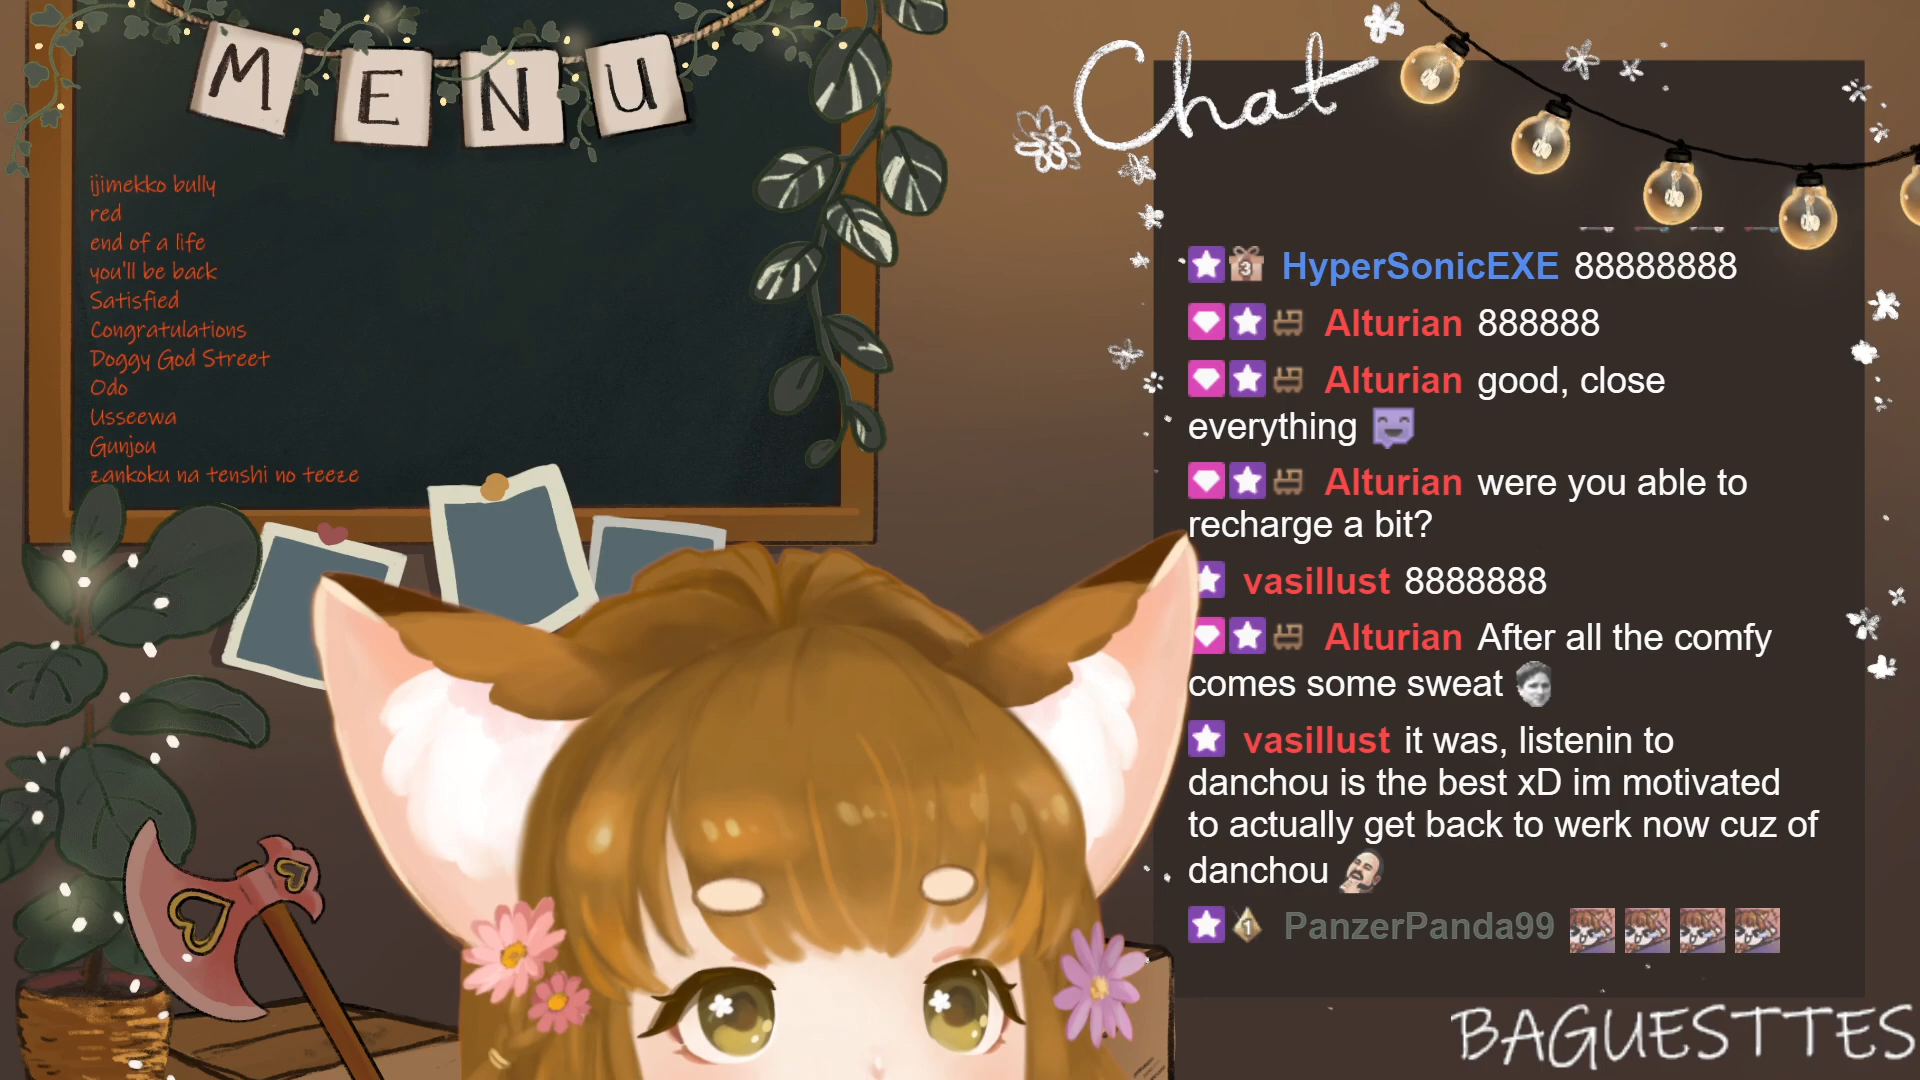 MENU
ijimekko bully
red
end of a life
you'll be back
Satisfied
Congratulations
Doggy God Street
Odo
Usseewa
Gunjou
zankoku na tenshi no teeze
Chat
3 HyperSonicEXE 88888888
Alturian 888888
Alturian good, close
everything
Alturian were you able to
recharge a bit?
vasillust 8888888
Alturian After all the comfy
comes some sweat
vasillust it was, listenin to
danchou is the best xD im motivated
to actually get back to werk now cuz of
danchou
1 PanzerPanda99
BAGUESTTES